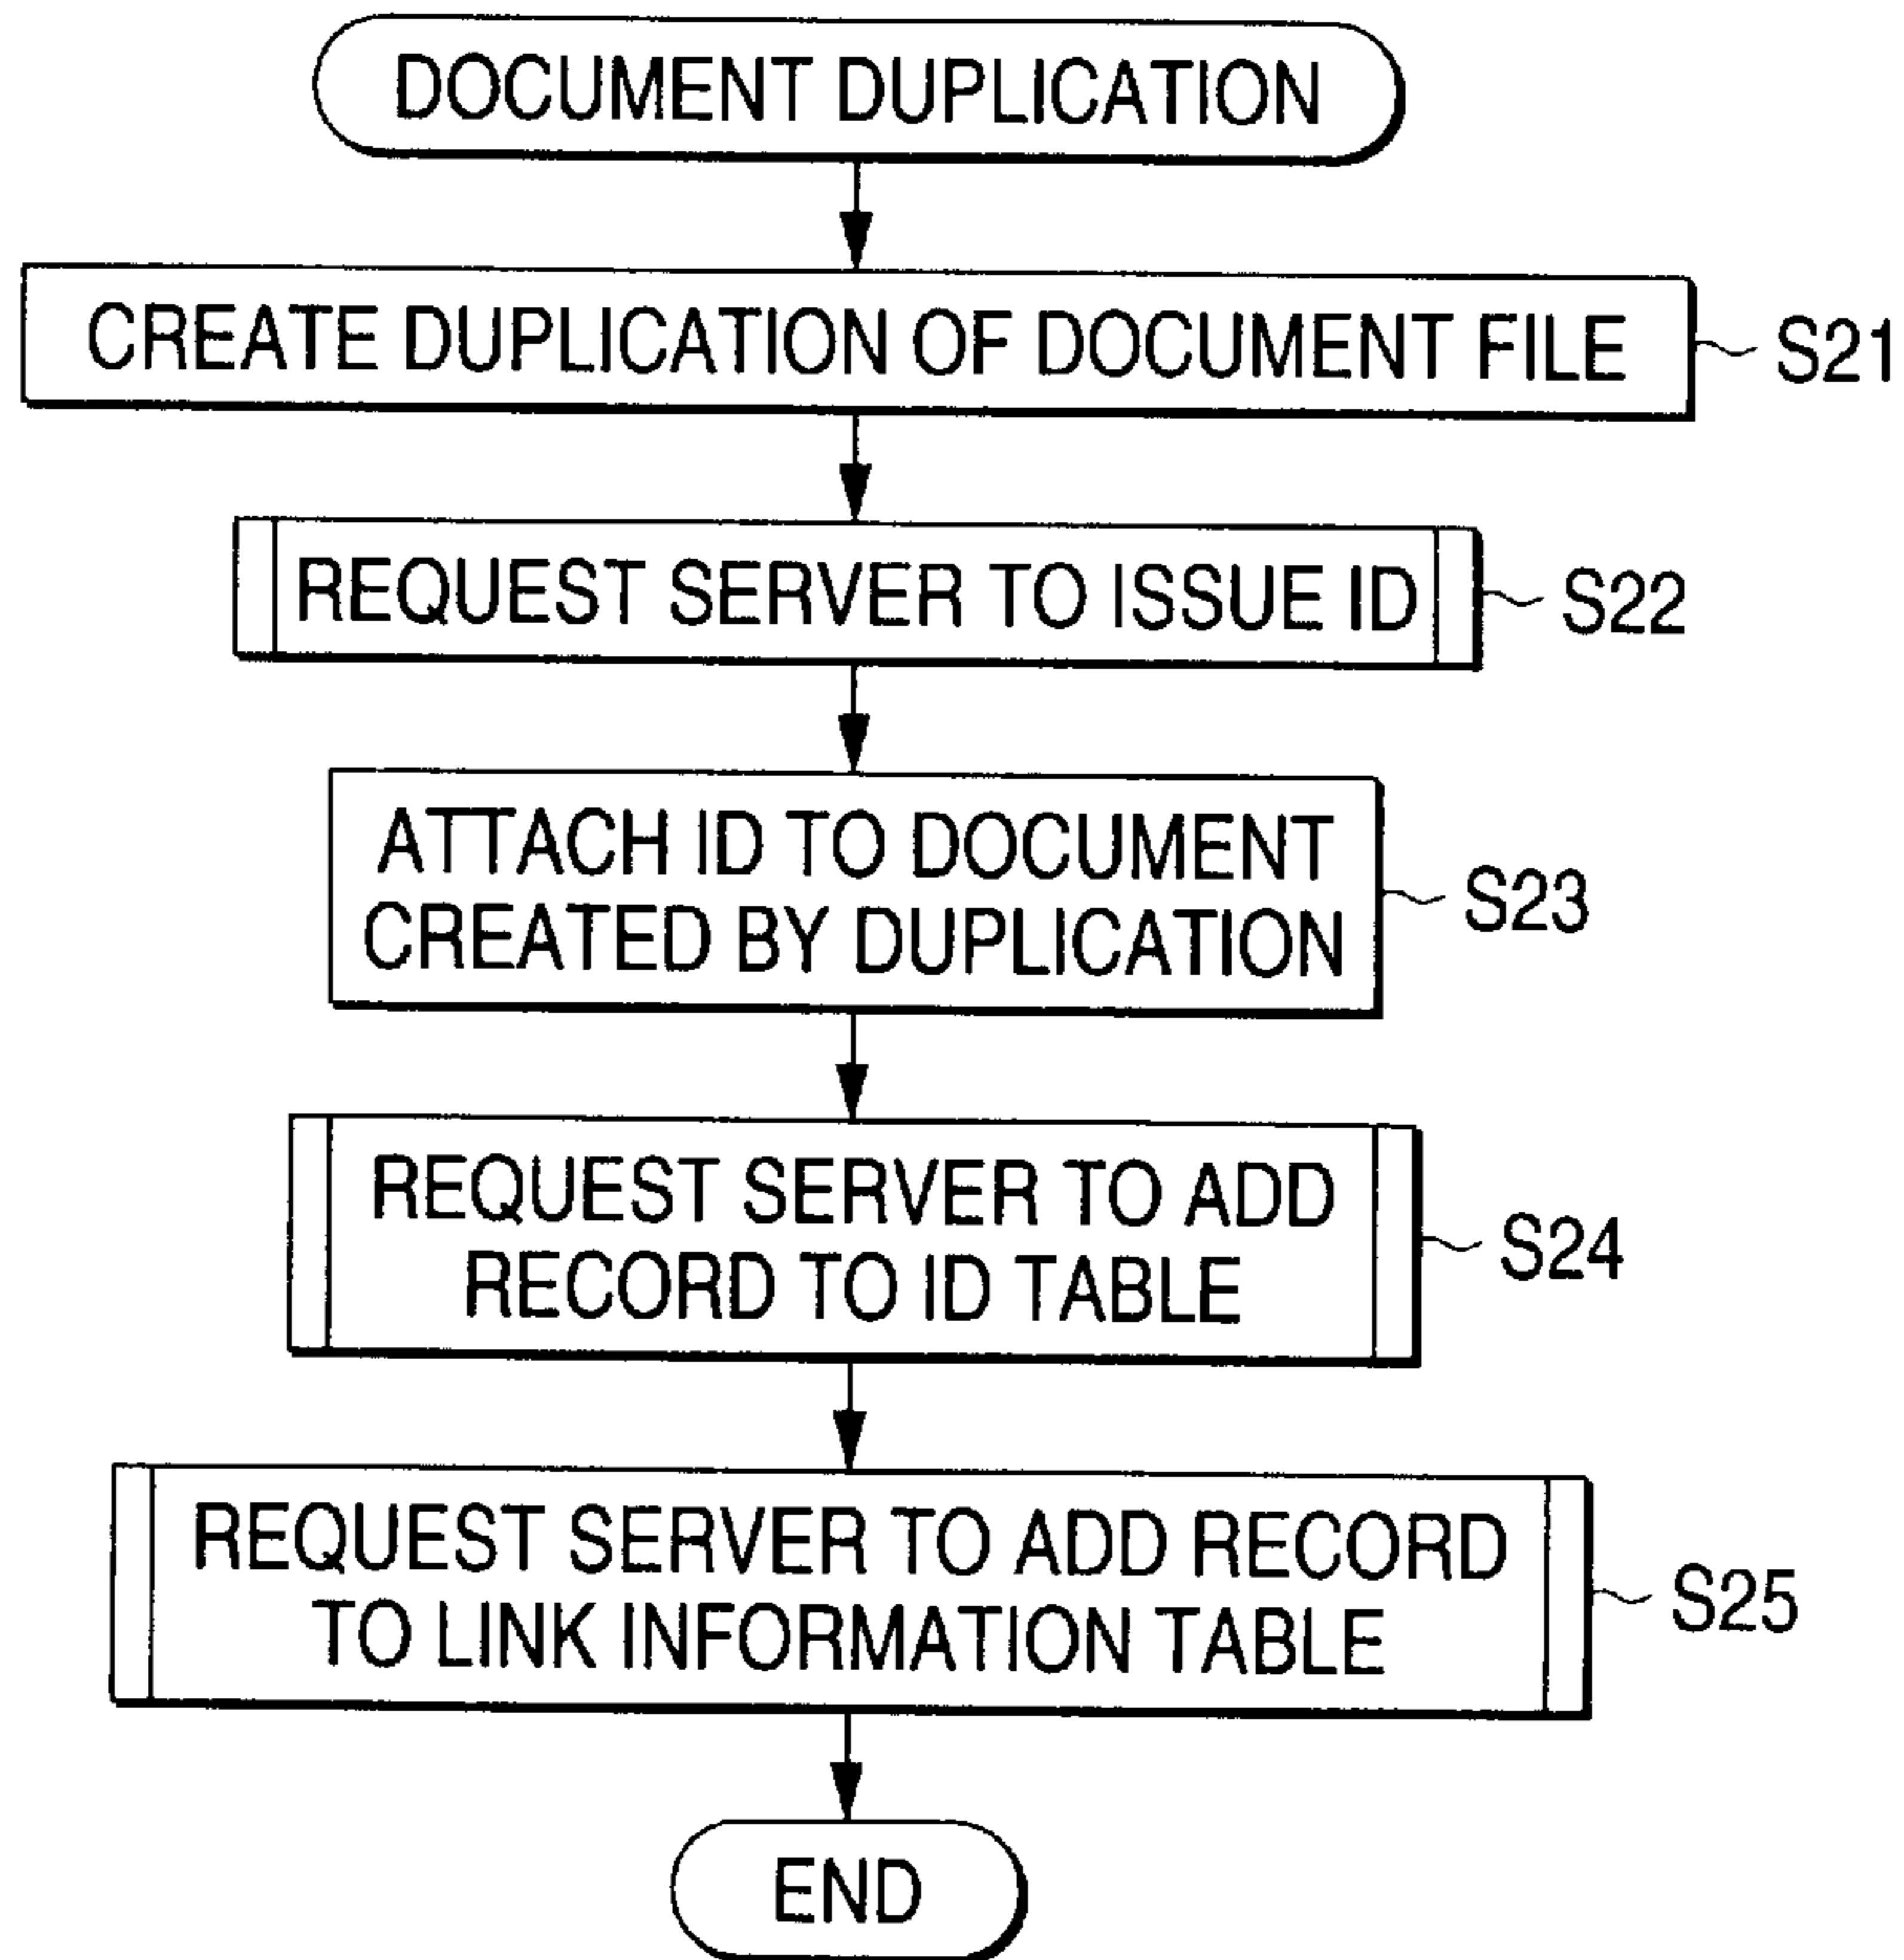 DOCUMENT DUPLICATION
CREATE DUPLICATION OF DOCUMENT FILE
S21
REQUEST SERVER TO ISSUE ID
S22
ATTACH ID TO DOCUMENT
CREATED BY DUPLICATION
S23
REQUEST SERVER TO ADD
RECORD TO ID TABLE
S24
REQUEST SERVER TO ADD RECORD
TO LINK INFORMATION TABLE
S25
END